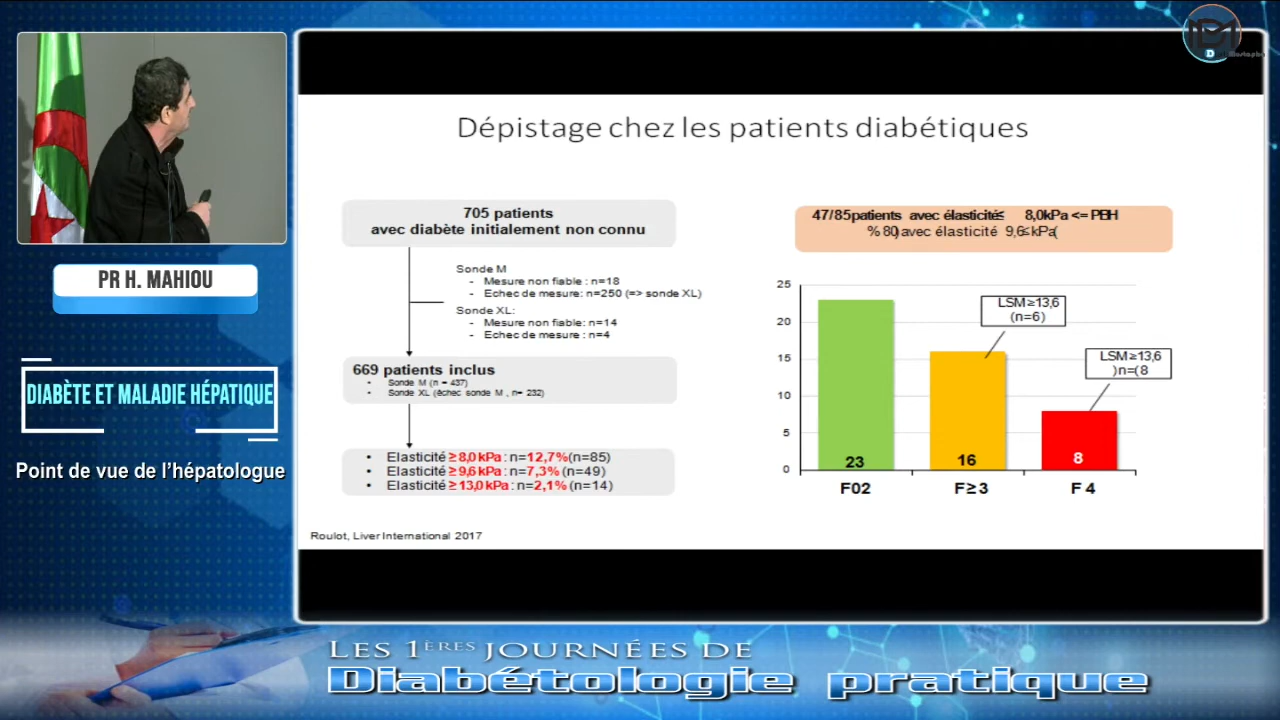 PR H. MAHIOU
DIABÈTE ET MALADIE HÉPATIQUE
Point de vue de l'hépatologue
Dépistage chez les patients diabétiques
705 patients
avec diabète initialement non connu
Sonde M
- Mesure non fiable : n=18
- Echec de mesure: n=250 (=> sonde XL)
Sonde XL:
- Mesure non fiable: n=14
- Echec de mesure : n=4
669 patients inclus
• Sonde M (n = 437)
• Sonde XL (échec sonde M , n= 232)
• Elasticité ≥ 8,0 kPa : n=12,7% (n=85)
• Elasticité ≥ 9,6 kPa : n=7,3% (n=49)
• Elasticité ≥ 13,0 kPa : n=2,1% (n=14)
Roulot, Liver International 2017
47/85 patients avec élasticité≤ 8,0kPa <= PBH
% 80) avec élasticité 9,6≤kPa(
25
20
15
10
5
0
LSM ≥13,6
(n=6)
LSM ≥13,6
)n=(8
23
16
8
F02
F≥3
F 4
LES 1ÈRES JOURNÉES DE
Diabétologie pratique